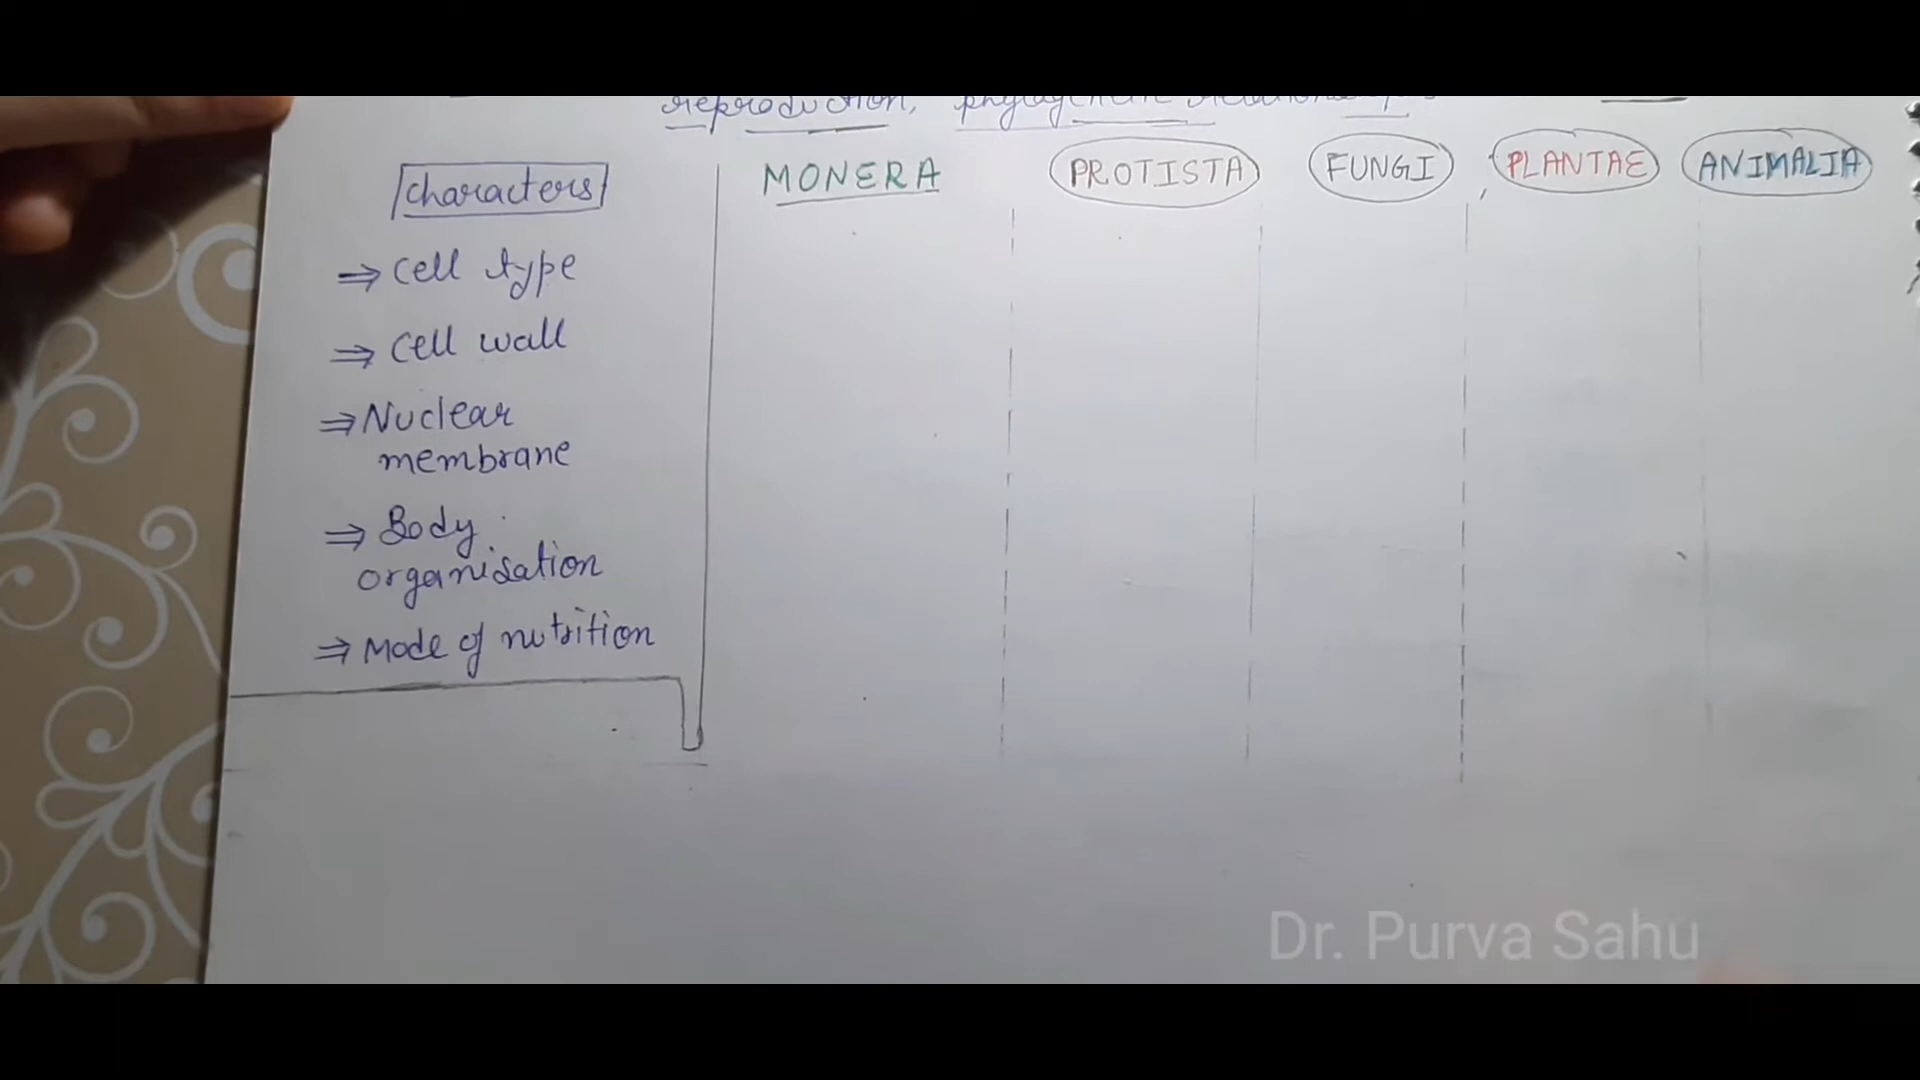 reproduction,
characters
MONERA
PROTISTA
FUNGI
PLANTAE
ANIMALIA
⇒ Cell type
⇒ Cell wall
⇒ Nuclear
membrane
⇒ Body
organisation
⇒ Mode of nutrition
Dr. Purva Sahu